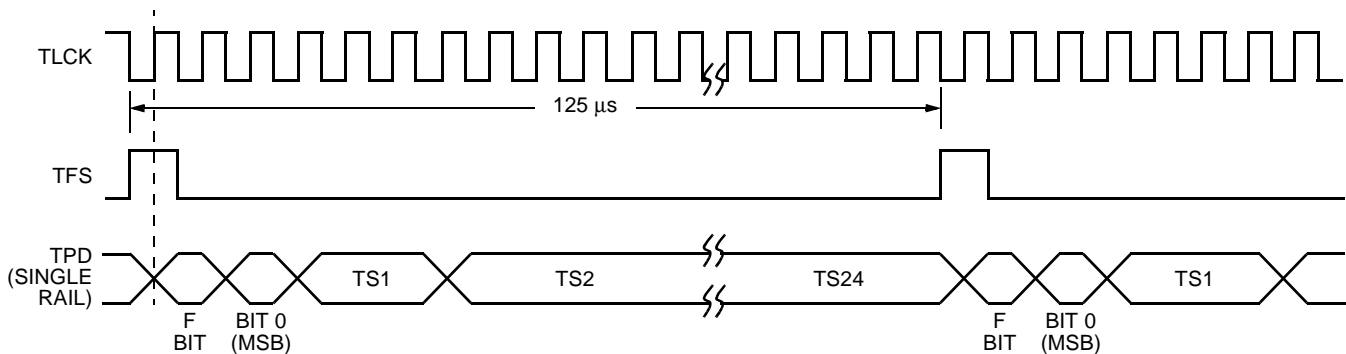 TLCK
125 µs
TFS
TPD
(SINGLE
RAIL)
TS1
TS2
TS24
TS1
F
BIT
BIT 0
(MSB)
F
BIT
BIT 0
(MSB)